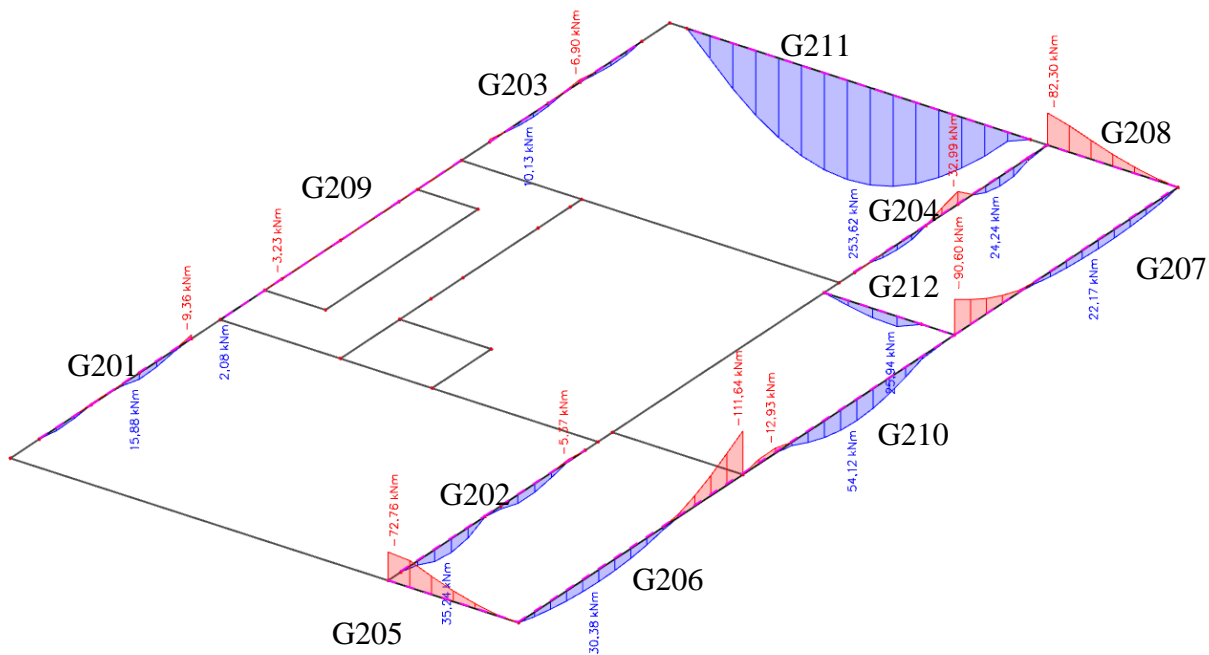 G211
-6,90 kNm
-82,30 kNm
G203
G208
10,13 kNm
-32,99 kNm
G209
G204
253,62 kNm
24,24 kNm
-3,23 kNm
-90,60 kNm
G207
G212
22,17 kNm
-9,36 kNm
2,08 kNm
25,94 kNm
G201
-111,64 kNm
-12,93 kNm
G210
15,88 kNm
54,12 kNm
G202
-72,76 kNm
35,24 kNm
G206
30,38 kNm
G205